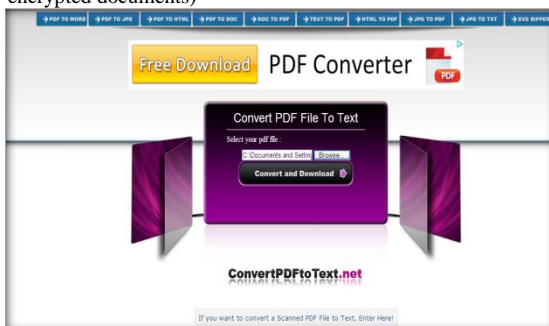 encrypted documents)
PDF TO WORD PDF TO JPG PDF TO HTML PDF TO DOC DOC TO PDF TEXT TO PDF HTML TO PDF JPG TO PDF JPG TO TXT DVD RIPPER
Free Download PDF Converter PDF
Convert PDF File To Text
Select your pdf file :
C:\Documents and Setting Browse...
Convert and Download
ConvertPDFtoText.net
If you want to convert a Scanned PDF File to Text, Enter Here!